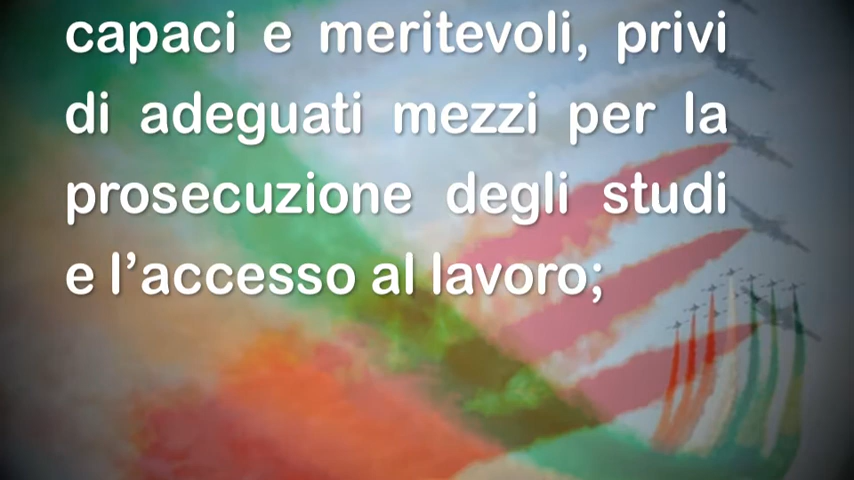 capaci e meritevoli, privi
di adeguati mezzi per la
prosecuzione degli studi
e l’accesso al lavoro;